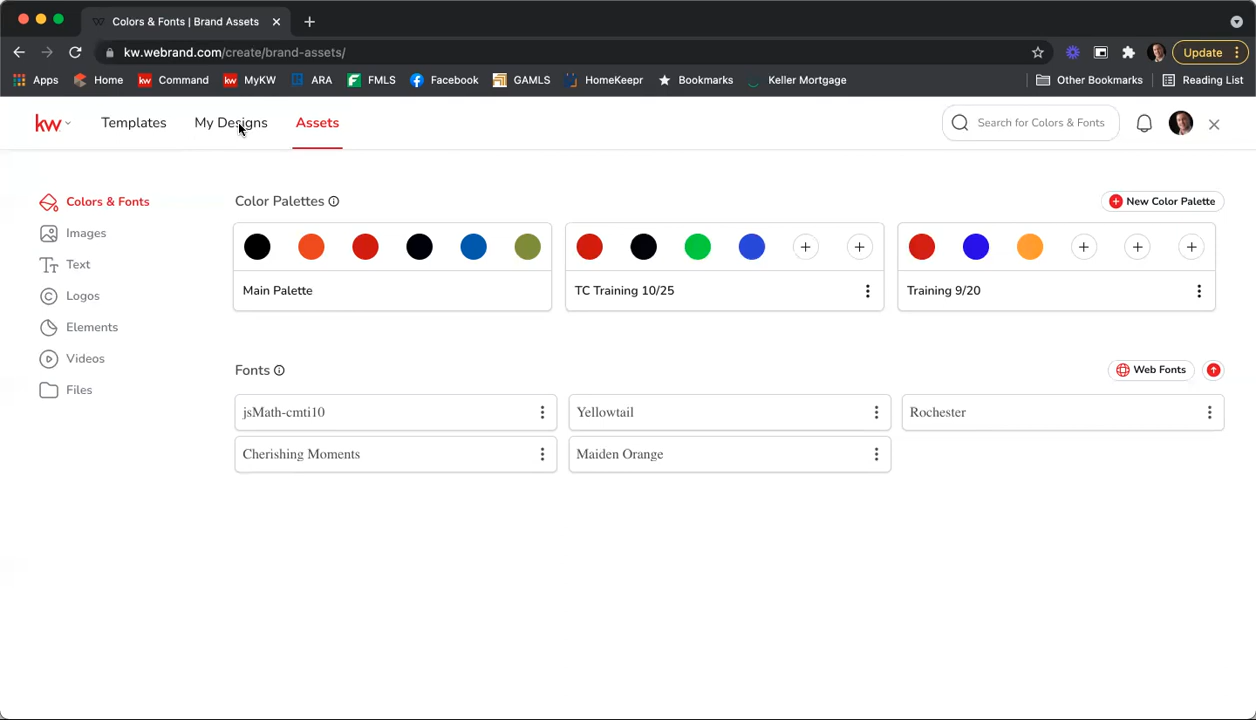 Colors & Fonts | Brand Assets
kw.webrand.com/create/brand-assets/
Update
Apps
Home
kw Command
kw MyKW
ARA
FMLS
Facebook
GAMLS
HomeKeepr
Bookmarks
Keller Mortgage
Other Bookmarks
Reading List
kw
Templates
My Designs
Assets
Search for Colors & Fonts
Colors & Fonts
Images
Text
Logos
Elements
Videos
Files
Color Palettes
New Color Palette
Main Palette
TC Training 10/25
Training 9/20
Fonts
Web Fonts
jsMath-cmti10
Yellowtail
Rochester
Cherishing Moments
Maiden Orange